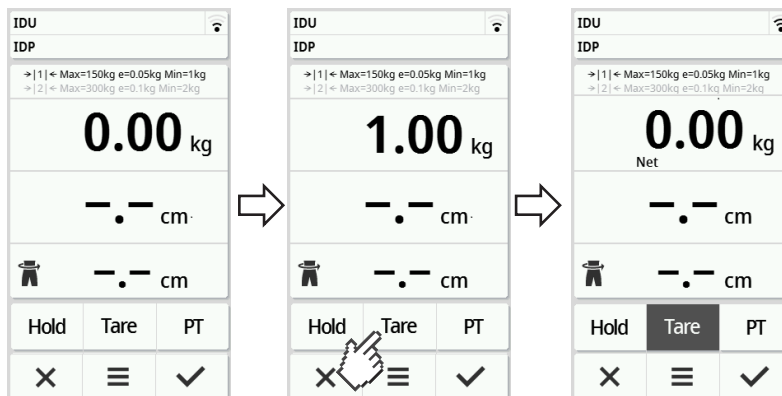 IDU
IDP
→|1|← Max=150kg e=0.05kg Min=1kg
→|2|← Max=300kg e=0.1kg Min=2kg
0.00 kg
--.-- cm
--.-- cm
Hold Tare PT
IDU
IDP
→|1|← Max=150kg e=0.05kg Min=1kg
→|2|← Max=300kg e=0.1kg Min=2kg
1.00 kg
--.-- cm
--.-- cm
Hold Tare PT
IDU
IDP
→|1|← Max=150kg e=0.05kg Min=1kg
→|2|← Max=300kg e=0.1kg Min=2kg
0.00 kg
Net
--.-- cm
--.-- cm
Hold Tare PT